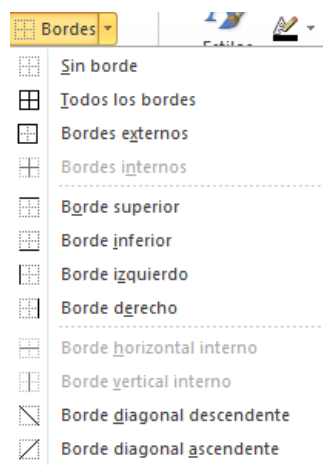 Bordes
Sin borde
Todos los bordes
Bordes externos
Bordes internos
Borde superior
Borde inferior
Borde izquierdo
Borde derecho
Borde horizontal interno
Borde vertical interno
Borde diagonal descendente
Borde diagonal ascendente